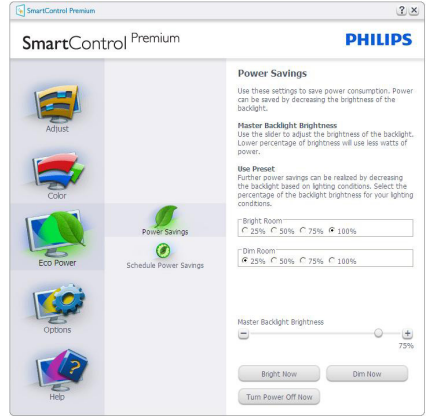 SmartControl Premium
? ×
SmartControl Premium
PHILIPS
Adjust
Color
Eco Power
Options
Help
Power Savings
Schedule Power Savings
Power Savings
Use these settings to save power consumption. Power
can be saved by decreasing the brightness of the
backlight.
Master Backlight Brightness
Use the slider to adjust the brightness of the backlight.
Lower percentage of brightness will use less watts of
power.
Use Preset
Further power savings can be realized by decreasing
the backlight based on lighting conditions. Select the
percentage of the backlight brightness for your lighting
conditions.
Bright Room
25% 50% 75% 100%
Dim Room
25% 50% 75% 100%
Master Backlight Brightness
75%
Bright Now Dim Now
Turn Power Off Now